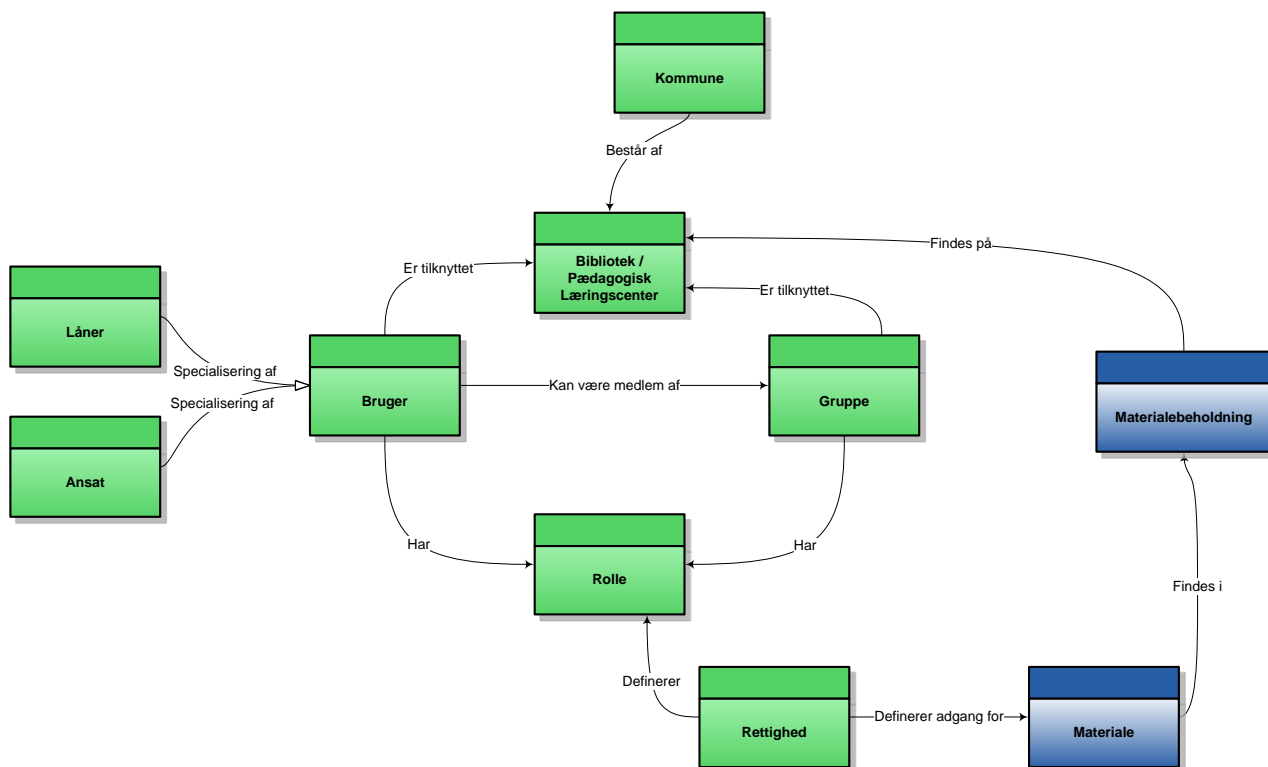 Kommune
Består af
Bibliotek /
Pædagogisk
Læringscenter
Findes på
Er tilknyttet
Er tilknyttet
Låner
Specialisering af
Specialisering af
Bruger
Kan være medlem af
Gruppe
Materialebeholdning
Ansat
Har
Rolle
Har
Findes i
Definerer
Rettighed
Definerer adgang for
Materiale